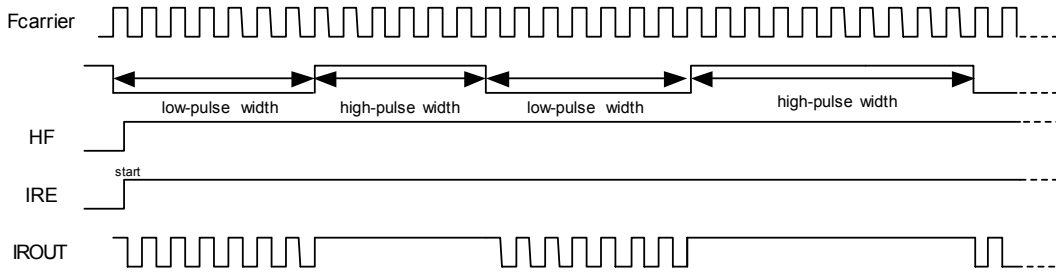 Fcarrier
low-pulse width
high-pulse width
low-pulse width
high-pulse width
HF
start
IRE
IROUT